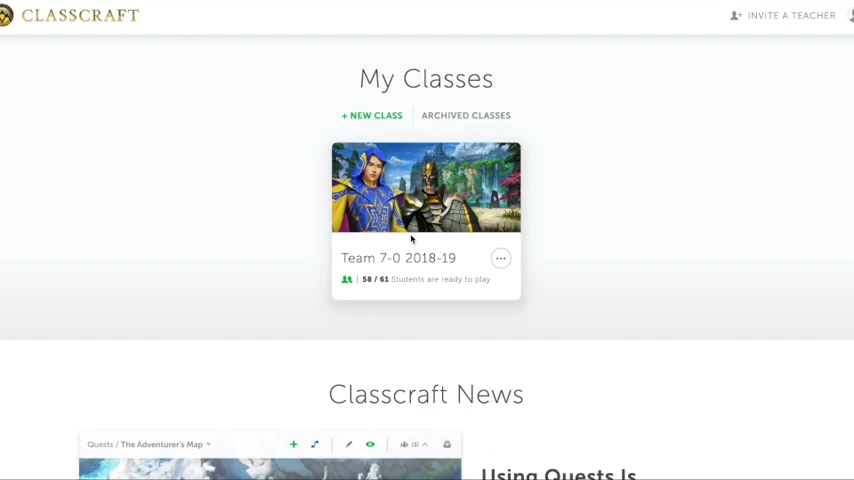 CLASSCRAFT
INVITE A TEACHER
My Classes
+ NEW CLASS
ARCHIVED CLASSES
Team 7-0 2018-19
58 / 61 Students are ready to play
Classcraft News
Quests / The Adventurer's Map
(3)
Using Quests Is